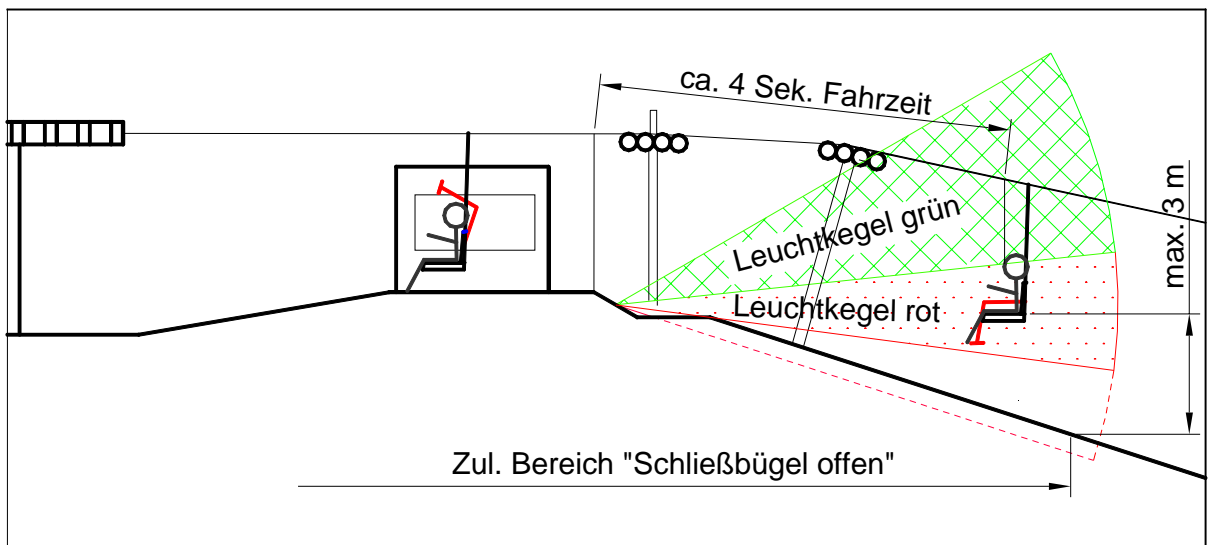 ca. 4 Sek. Fahrzeit
Leuchtkegel grün
max. 3 m
Leuchtkegel rot
Zul. Bereich "Schließbügel offen"